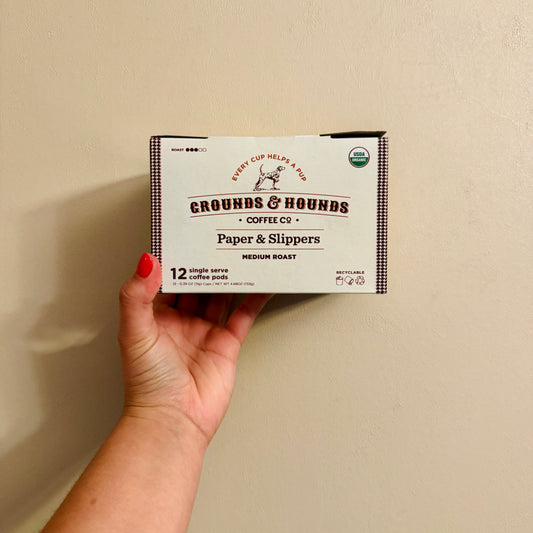 ROAST
EVERY CUP HELPS A PUP
USDA
ORGANIC
GROUNDS & HOUNDS
COFFEE CO
Paper & Slippers
MEDIUM ROAST
12 single serve
coffee pods
RECYCLABLE